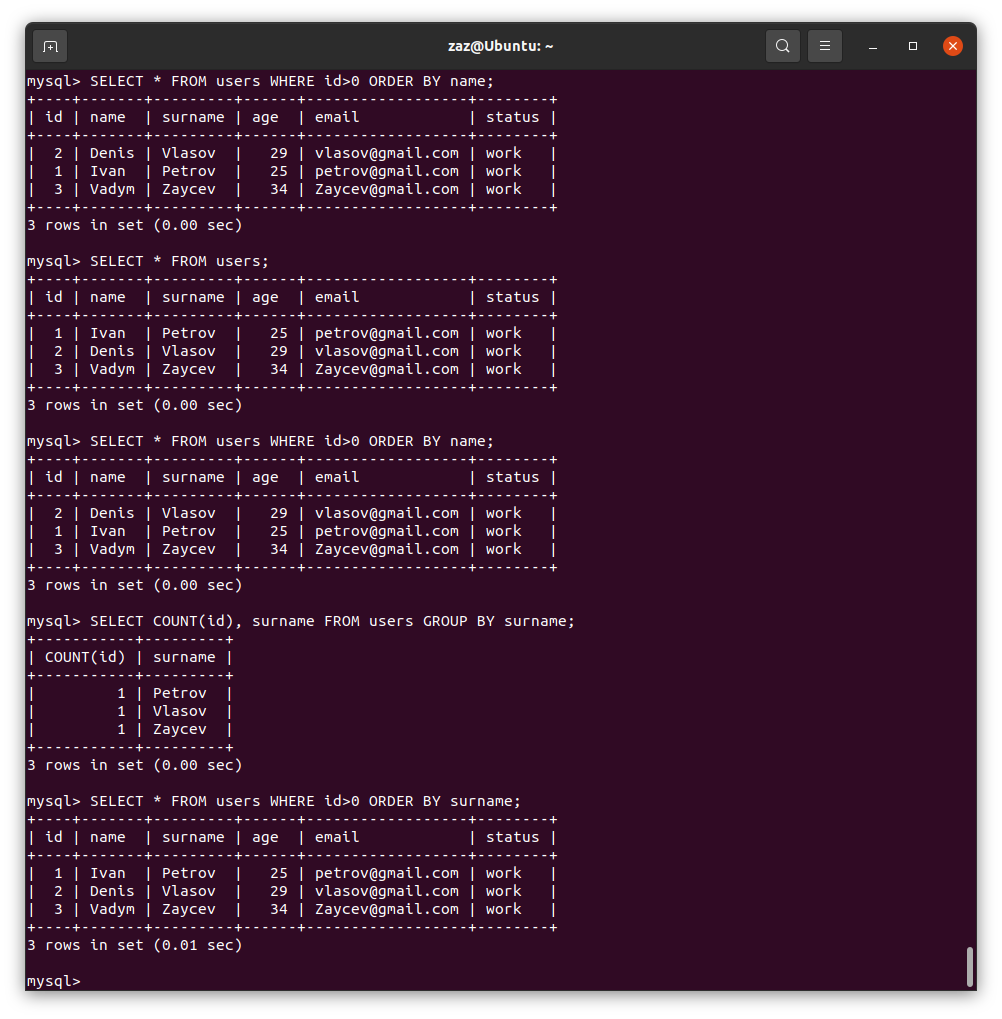 zaz@Ubuntu: ~
mysql> SELECT * FROM users WHERE id>0 ORDER BY name;
+----+-------+---------+------+------------------+--------+
| id | name  | surname | age  | email            | status |
+----+-------+---------+------+------------------+--------+
|  2 | Denis | Vlasov  |   29 | vlasov@gmail.com | work   |
|  1 | Ivan  | Petrov  |   25 | petrov@gmail.com | work   |
|  3 | Vadym | Zaycev  |   34 | Zaycev@gmail.com | work   |
+----+-------+---------+------+------------------+--------+
3 rows in set (0.00 sec)

mysql> SELECT * FROM users;
+----+-------+---------+------+------------------+--------+
| id | name  | surname | age  | email            | status |
+----+-------+---------+------+------------------+--------+
|  1 | Ivan  | Petrov  |   25 | petrov@gmail.com | work   |
|  2 | Denis | Vlasov  |   29 | vlasov@gmail.com | work   |
|  3 | Vadym | Zaycev  |   34 | Zaycev@gmail.com | work   |
+----+-------+---------+------+------------------+--------+
3 rows in set (0.00 sec)

mysql> SELECT * FROM users WHERE id>0 ORDER BY name;
+----+-------+---------+------+------------------+--------+
| id | name  | surname | age  | email            | status |
+----+-------+---------+------+------------------+--------+
|  2 | Denis | Vlasov  |   29 | vlasov@gmail.com | work   |
|  1 | Ivan  | Petrov  |   25 | petrov@gmail.com | work   |
|  3 | Vadym | Zaycev  |   34 | Zaycev@gmail.com | work   |
+----+-------+---------+------+------------------+--------+
3 rows in set (0.00 sec)

mysql> SELECT COUNT(id), surname FROM users GROUP BY surname;
+-----------+---------+
| COUNT(id) | surname |
+-----------+---------+
|         1 | Petrov  |
|         1 | Vlasov  |
|         1 | Zaycev  |
+-----------+---------+
3 rows in set (0.00 sec)

mysql> SELECT * FROM users WHERE id>0 ORDER BY surname;
+----+-------+---------+------+------------------+--------+
| id | name  | surname | age  | email            | status |
+----+-------+---------+------+------------------+--------+
|  1 | Ivan  | Petrov  |   25 | petrov@gmail.com | work   |
|  2 | Denis | Vlasov  |   29 | vlasov@gmail.com | work   |
|  3 | Vadym | Zaycev  |   34 | Zaycev@gmail.com | work   |
+----+-------+---------+------+------------------+--------+
3 rows in set (0.01 sec)

mysql>